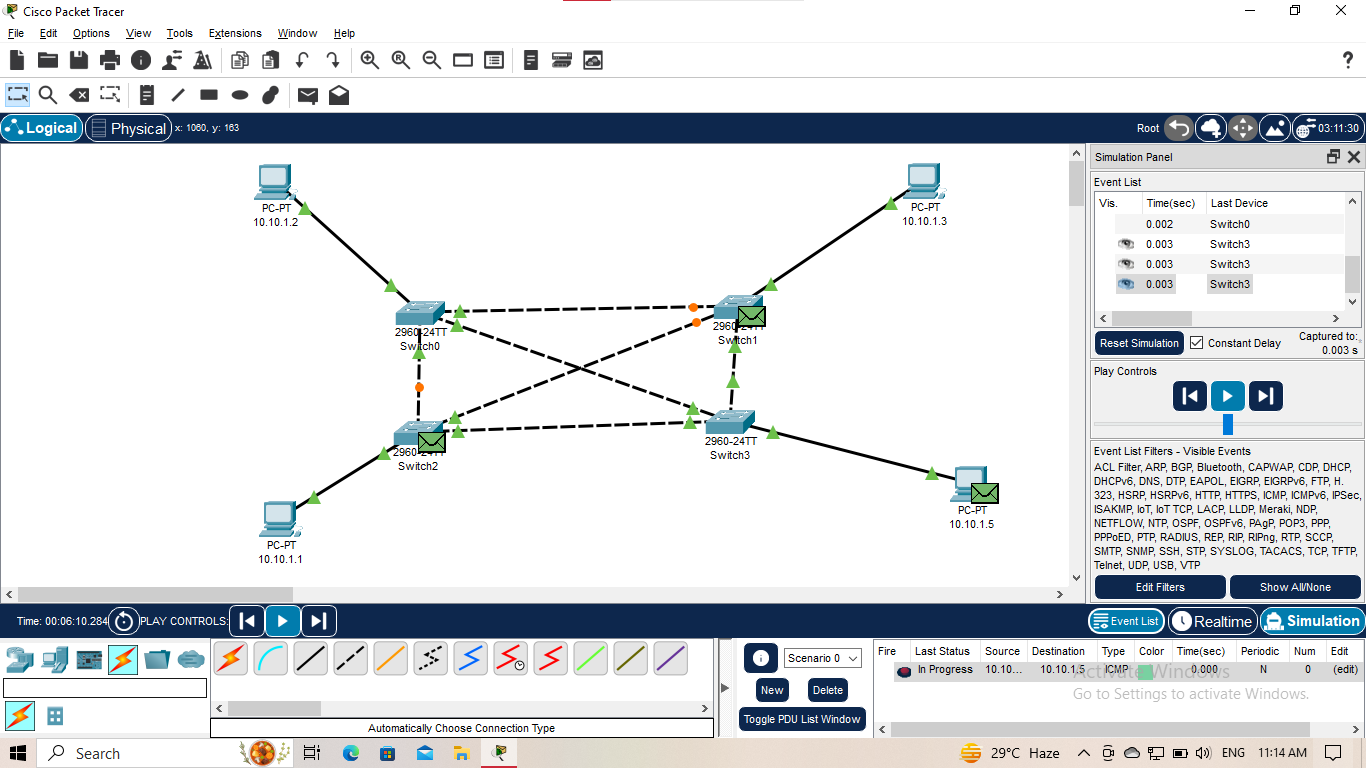 Cisco Packet Tracer
File Edit Options View Tools Extensions Window Help
Logical Physical x: 1060, y: 163 Root 03:11:30
PC-PT
10.10.1.2
PC-PT
10.10.1.3
2960-24TT
Switch0
Switch1
2960-24TT
Switch2
2960-24TT
Switch3
PC-PT
10.10.1.5
PC-PT
10.10.1.1
Simulation Panel
Event List
Vis. Time(sec) Last Device
0.002 Switch0
0.003 Switch3
0.003 Switch3
0.003 Switch3
Reset Simulation Constant Delay Captured to:
0.003 s
Play Controls
Event List Filters - Visible Events
ACL Filter, ARP, BGP, Bluetooth, CAPWAP, CDP, DHCP,
DHCPv6, DNS, DTP, EAPOL, EIGRP, EIGRPv6, FTP, H.
323, HSRP, HSRPv6, HTTP, HTTPS, ICMP, ICMPv6, IPSec,
ISAKMP, IoT, IoT TCP, LACP, LLDP, Meraki, NDP,
NETFLOW, NTP, OSPF, OSPFv6, PAgP, POP3, PPP,
PPPoED, PTP, RADIUS, REP, RIP, RIPng, RTP, SCCP,
SMTP, SNMP, SSH, STP, SYSLOG, TACACS, TCP, TFTP,
Telnet, UDP, USB, VTP
Edit Filters Show All/None
Time: 00:06:10.284 PLAY CONTROLS: Event List Realtime Simulation
Automatically Choose Connection Type
Scenario 0
New Delete
Toggle PDU List Window
Fire Last Status Source Destination Type Color Time(sec) Periodic Num Edit
In Progress 10.10... 10.10.1.5 ICMP 0.000 N 0 (edit)
Activate Windows
Go to Settings to activate Windows.
Search 29°C Haze ENG 11:14 AM